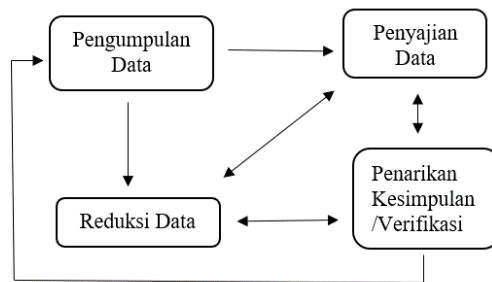 Pengumpulan
Data
Penyajian
Data
Reduksi Data
Penarikan
Kesimpulan
/Verifikasi